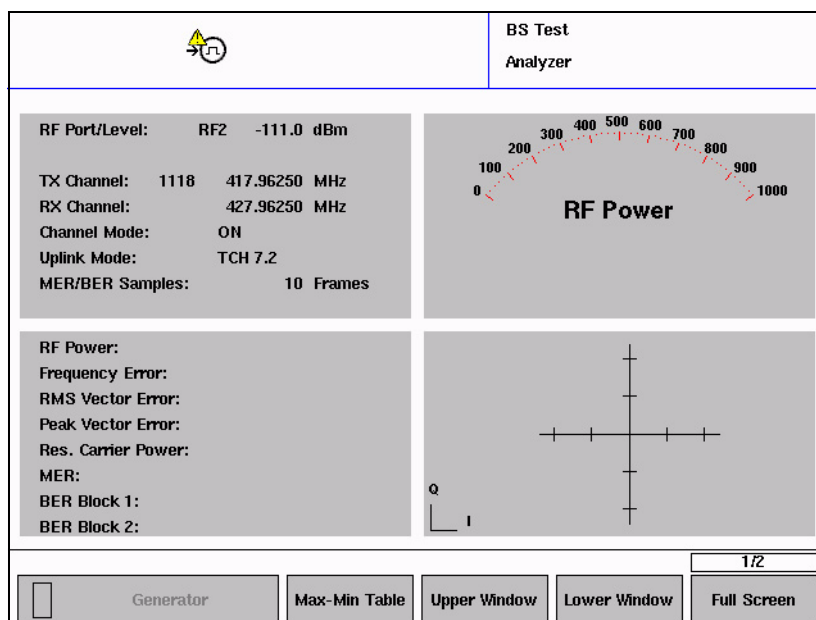 BS Test
Analyzer
RF Port/Level: RF2 -111.0 dBm
TX Channel: 1118 417.96250 MHz
RX Channel: 427.96250 MHz
Channel Mode: ON
Uplink Mode: TCH 7.2
MER/BER Samples: 10 Frames
0 100 200 300 400 500 600 700 800 900 1000
RF Power
RF Power:
Frequency Error:
RMS Vector Error:
Peak Vector Error:
Res. Carrier Power:
MER:
BER Block 1:
BER Block 2:
Q
I
1/2
Generator
Max-Min Table
Upper Window
Lower Window
Full Screen